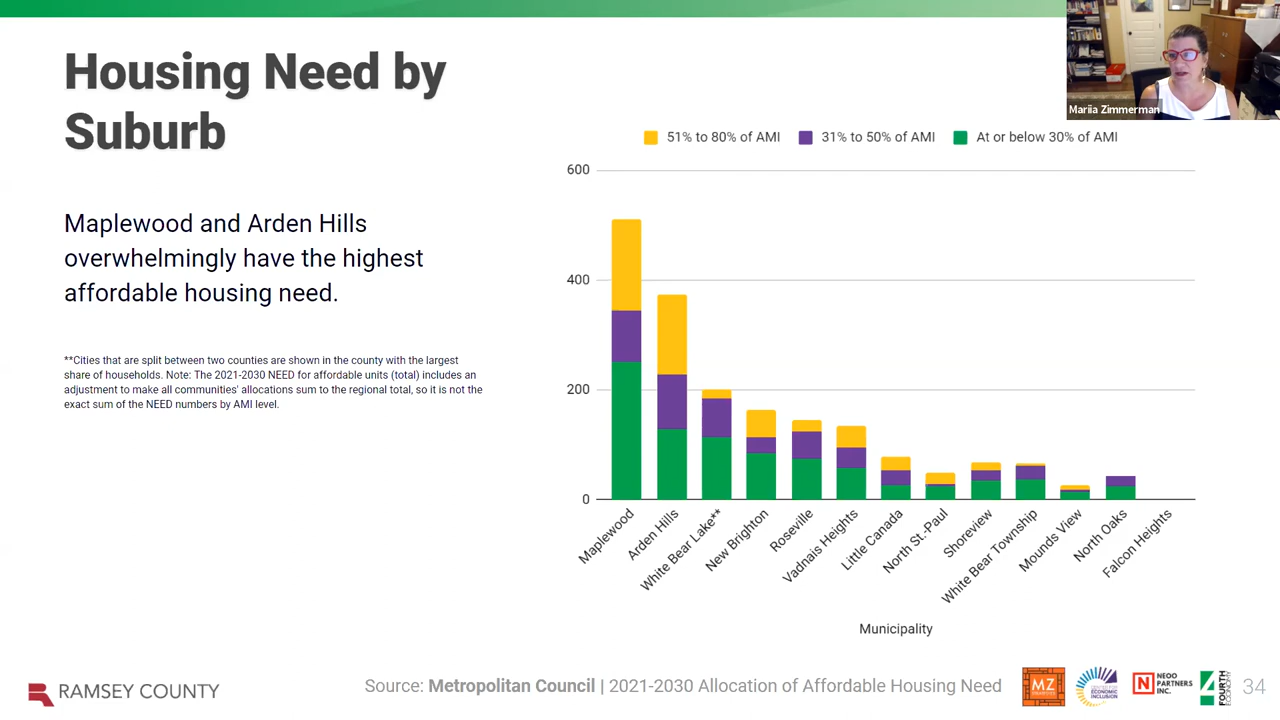 Housing Need by
Suburb
Mariia Zimmerman
Maplewood and Arden Hills
overwhelmingly have the highest
affordable housing need.
**Cities that are split between two counties are shown in the county with the largest
share of households. Note: The 2021-2030 NEED for affordable units (total) includes an
adjustment to make all communities' allocations sum to the regional total, so it is not the
exact sum of the NEED numbers by AMI level.
51% to 80% of AMI
31% to 50% of AMI
At or below 30% of AMI
600
400
200
0
Maplewood
Arden Hills
White Bear Lake**
New Brighton
Roseville
Vadnais Heights
Little Canada
North St.-Paul
Shoreview
White Bear Township
Mounds View
North Oaks
Falcon Heights
Municipality
RAMSEY COUNTY
Source: Metropolitan Council | 2021-2030 Allocation of Affordable Housing Need
MZ
ECONOMIC INCLUSION
N
NEOO
PARTNERS
INC.
4
FOURTH
ECONOMY
34